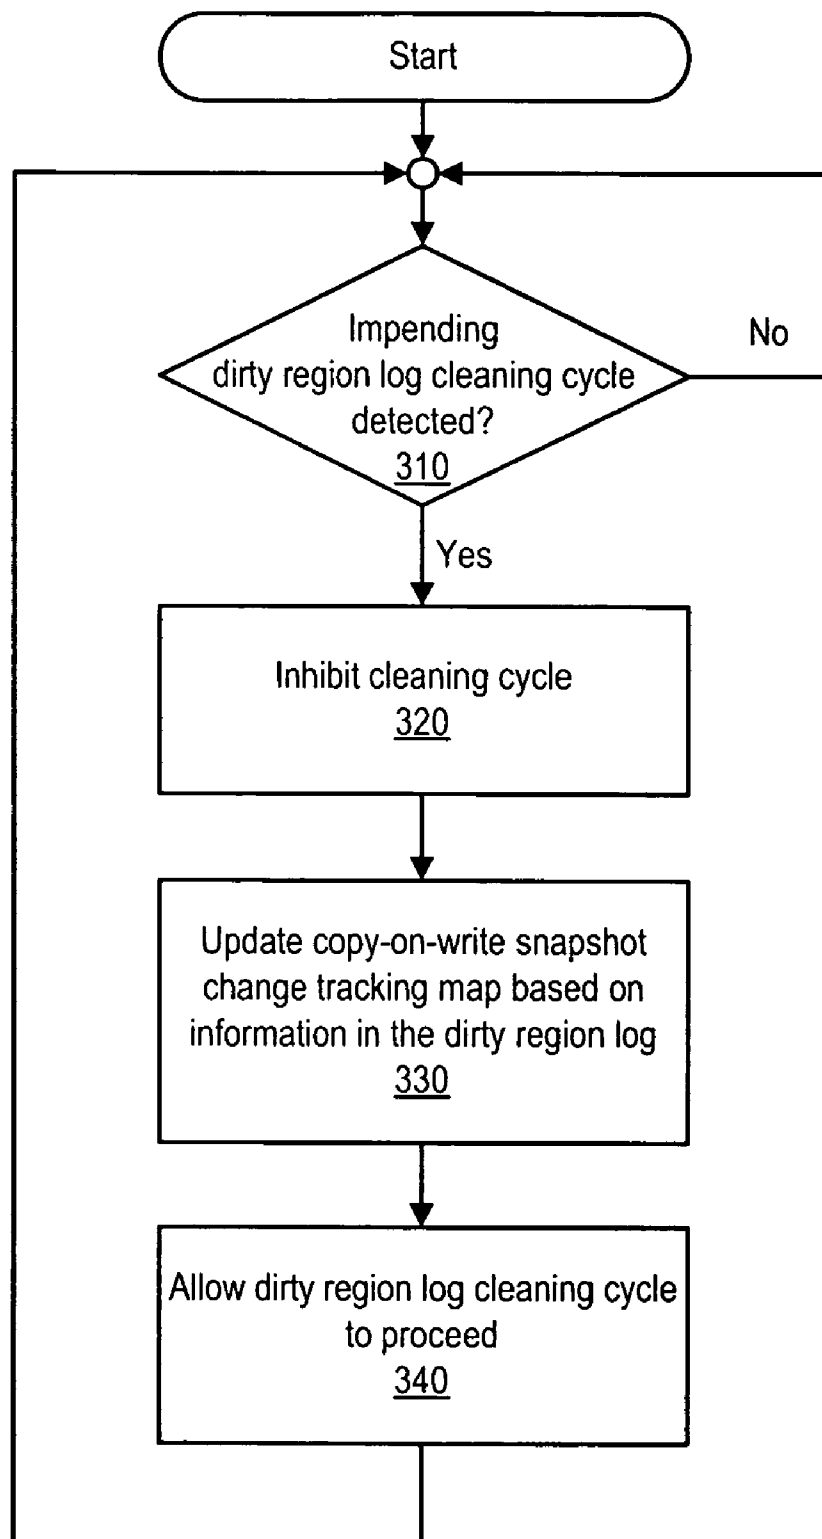 Start
Impending
dirty region log cleaning cycle
detected?
310
No
Yes
Inhibit cleaning cycle
320
Update copy-on-write snapshot
change tracking map based on
information in the dirty region log
330
Allow dirty region log cleaning cycle
to proceed
340